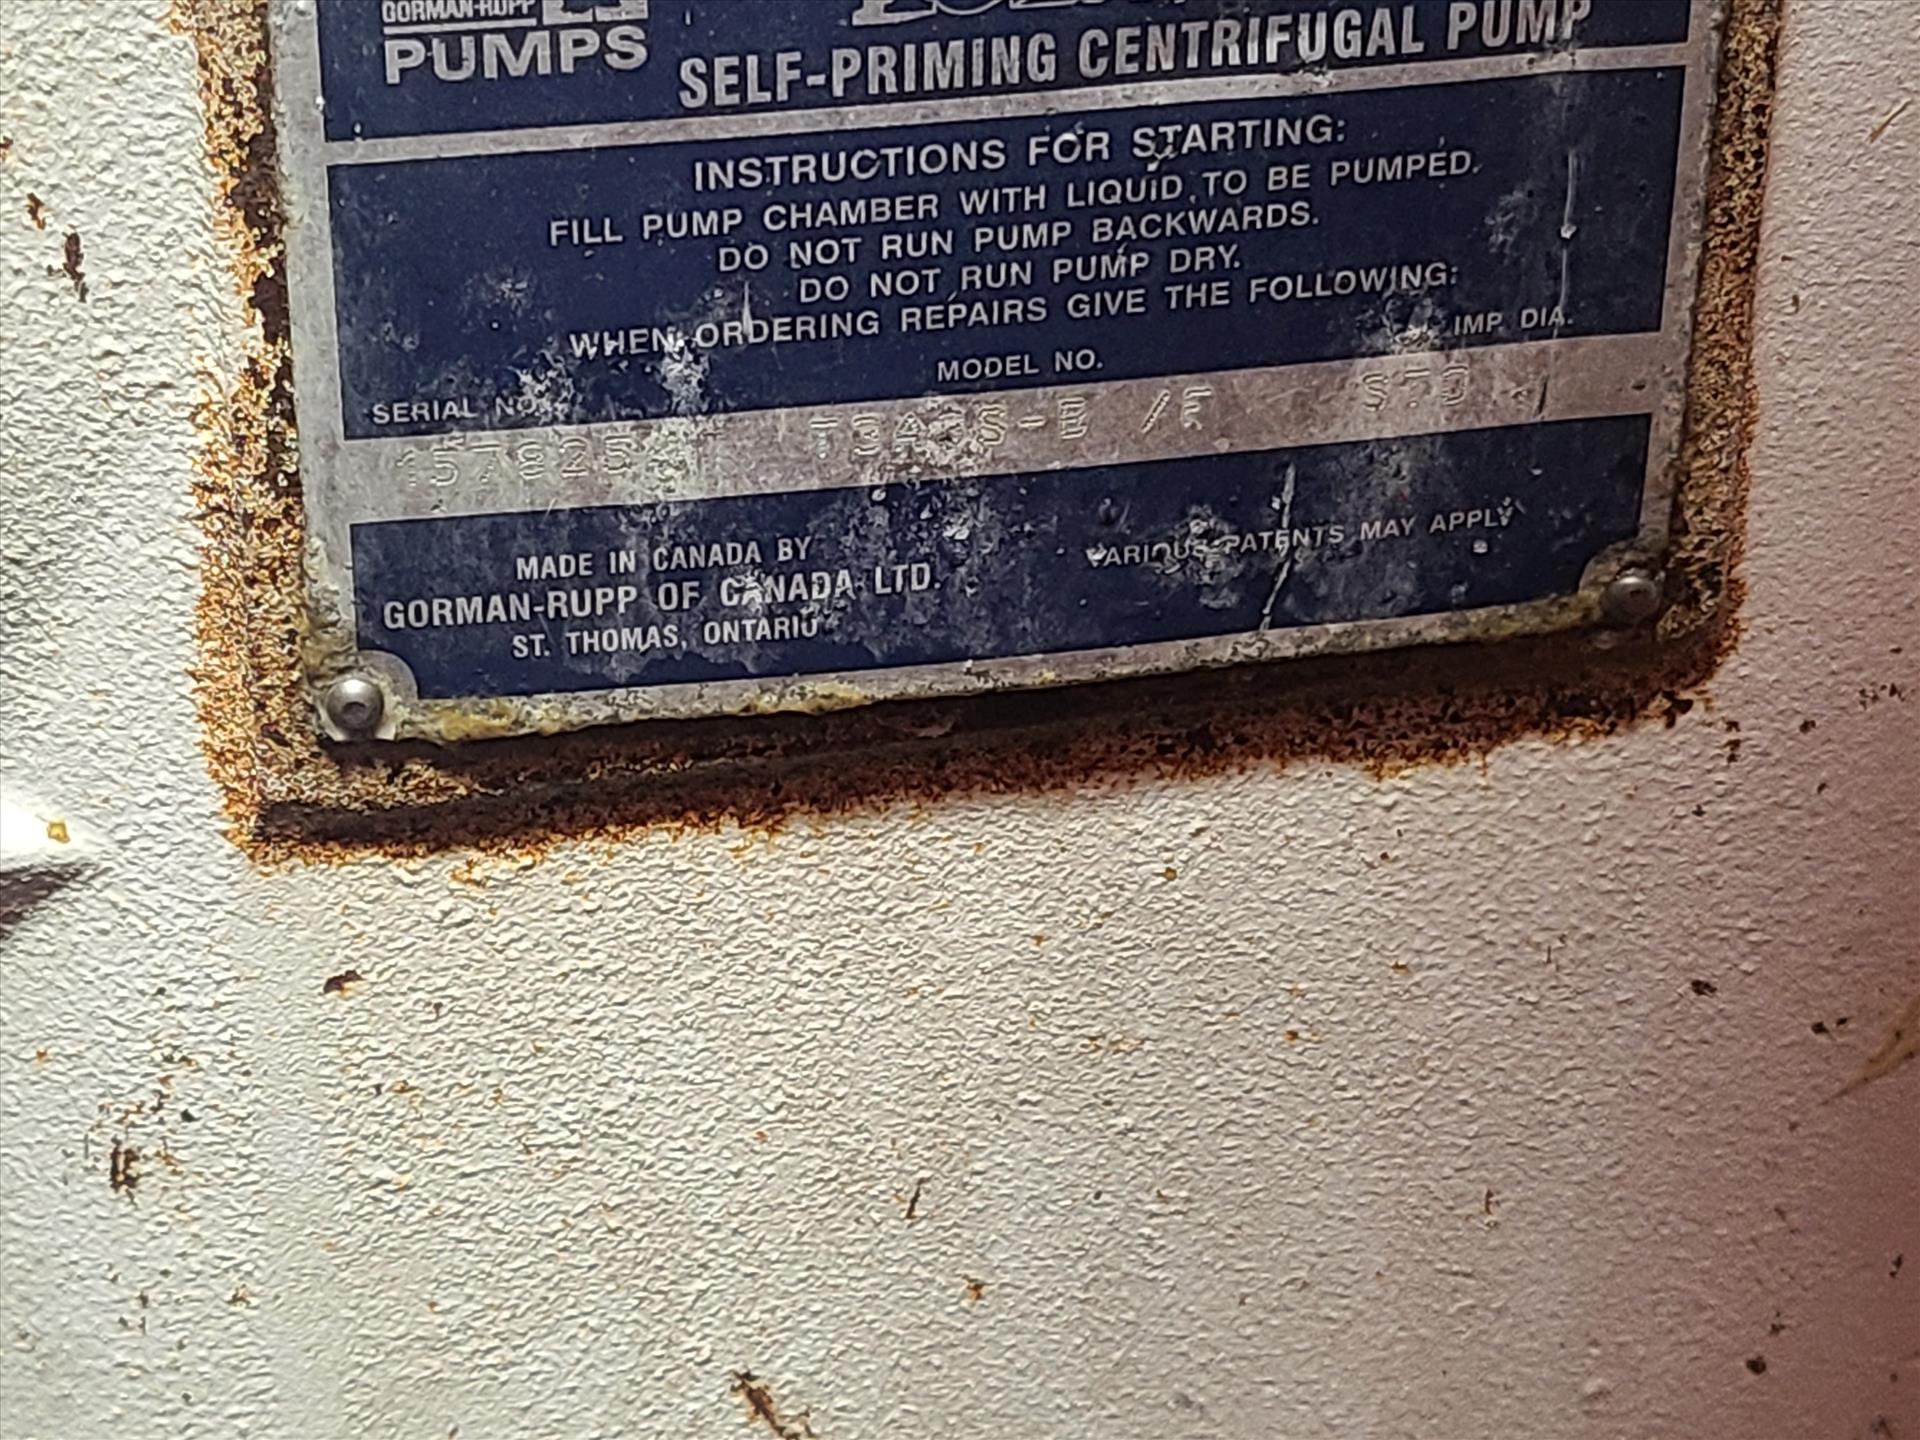 GORMAN-RUPP
PUMPS
SELF-PRIMING CENTRIFUGAL PUMP
INSTRUCTIONS FOR STARTING:
FILL PUMP CHAMBER WITH LIQUID TO BE PUMPED.
DO NOT RUN PUMP BACKWARDS.
DO NOT RUN PUMP DRY.
WHEN ORDERING REPAIRS GIVE THE FOLLOWING:
SERIAL NO. MODEL NO. IMP. DIA.
/F STD
MADE IN CANADA BY
GORMAN-RUPP OF CANADA LTD.
ST. THOMAS, ONTARIO
VARIOUS PATENTS MAY APPLY